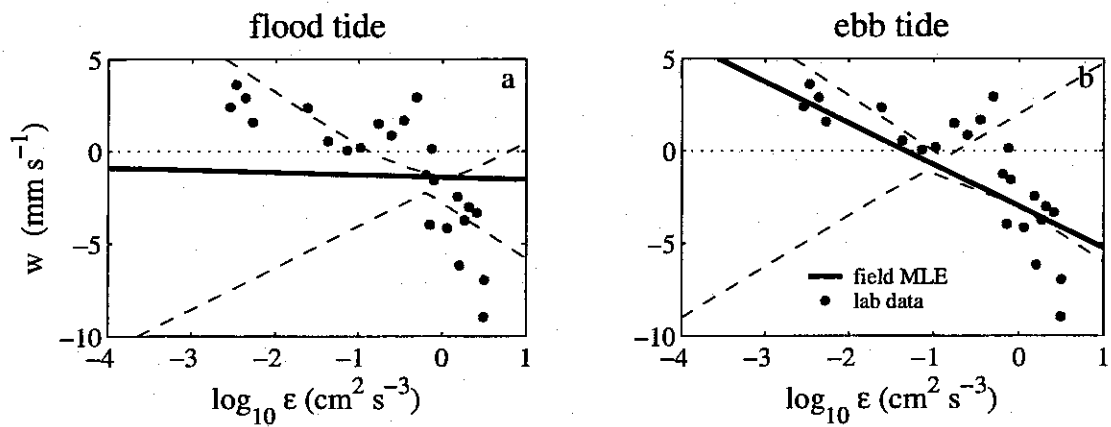 flood tide
ebb tide
a
b
5
0
−5
−10
w (mm s⁻¹)
−4 −3 −2 −1 0 1
log₁₀ ε (cm² s⁻³)
5
0
−5
−10
field MLE
lab data
−4 −3 −2 −1 0 1
log₁₀ ε (cm² s⁻³)